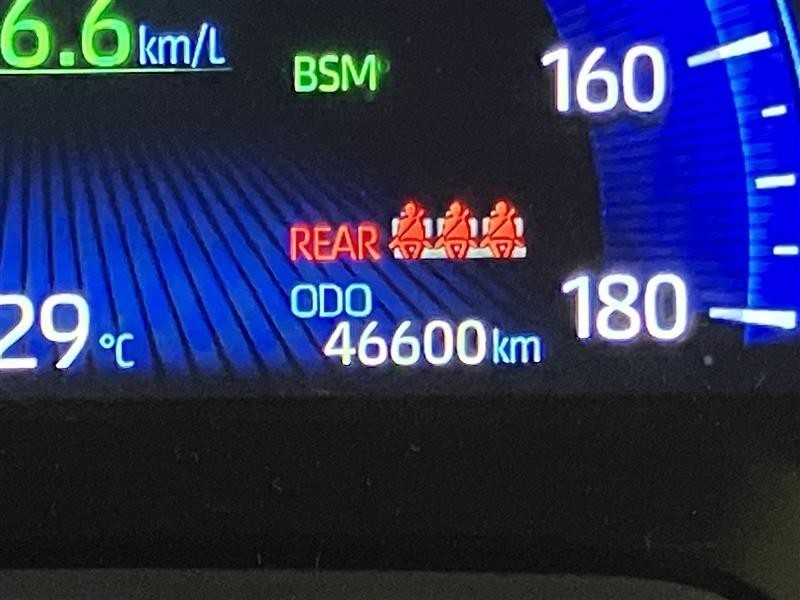 6.6 km/L
BSM
160
REAR
ODO
180
29 °C
46600 km